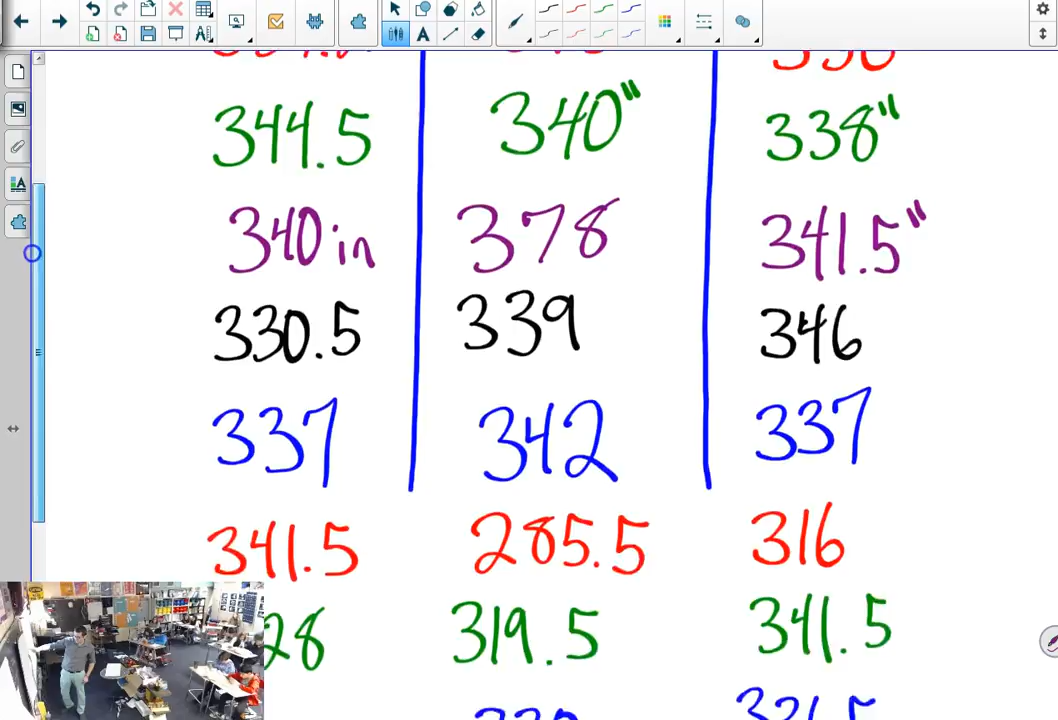 344.5 340" 338"
340 in 378 341.5"
330.5 339 346
337 342 337
341.5 285.5 316
28 319.5 341.5